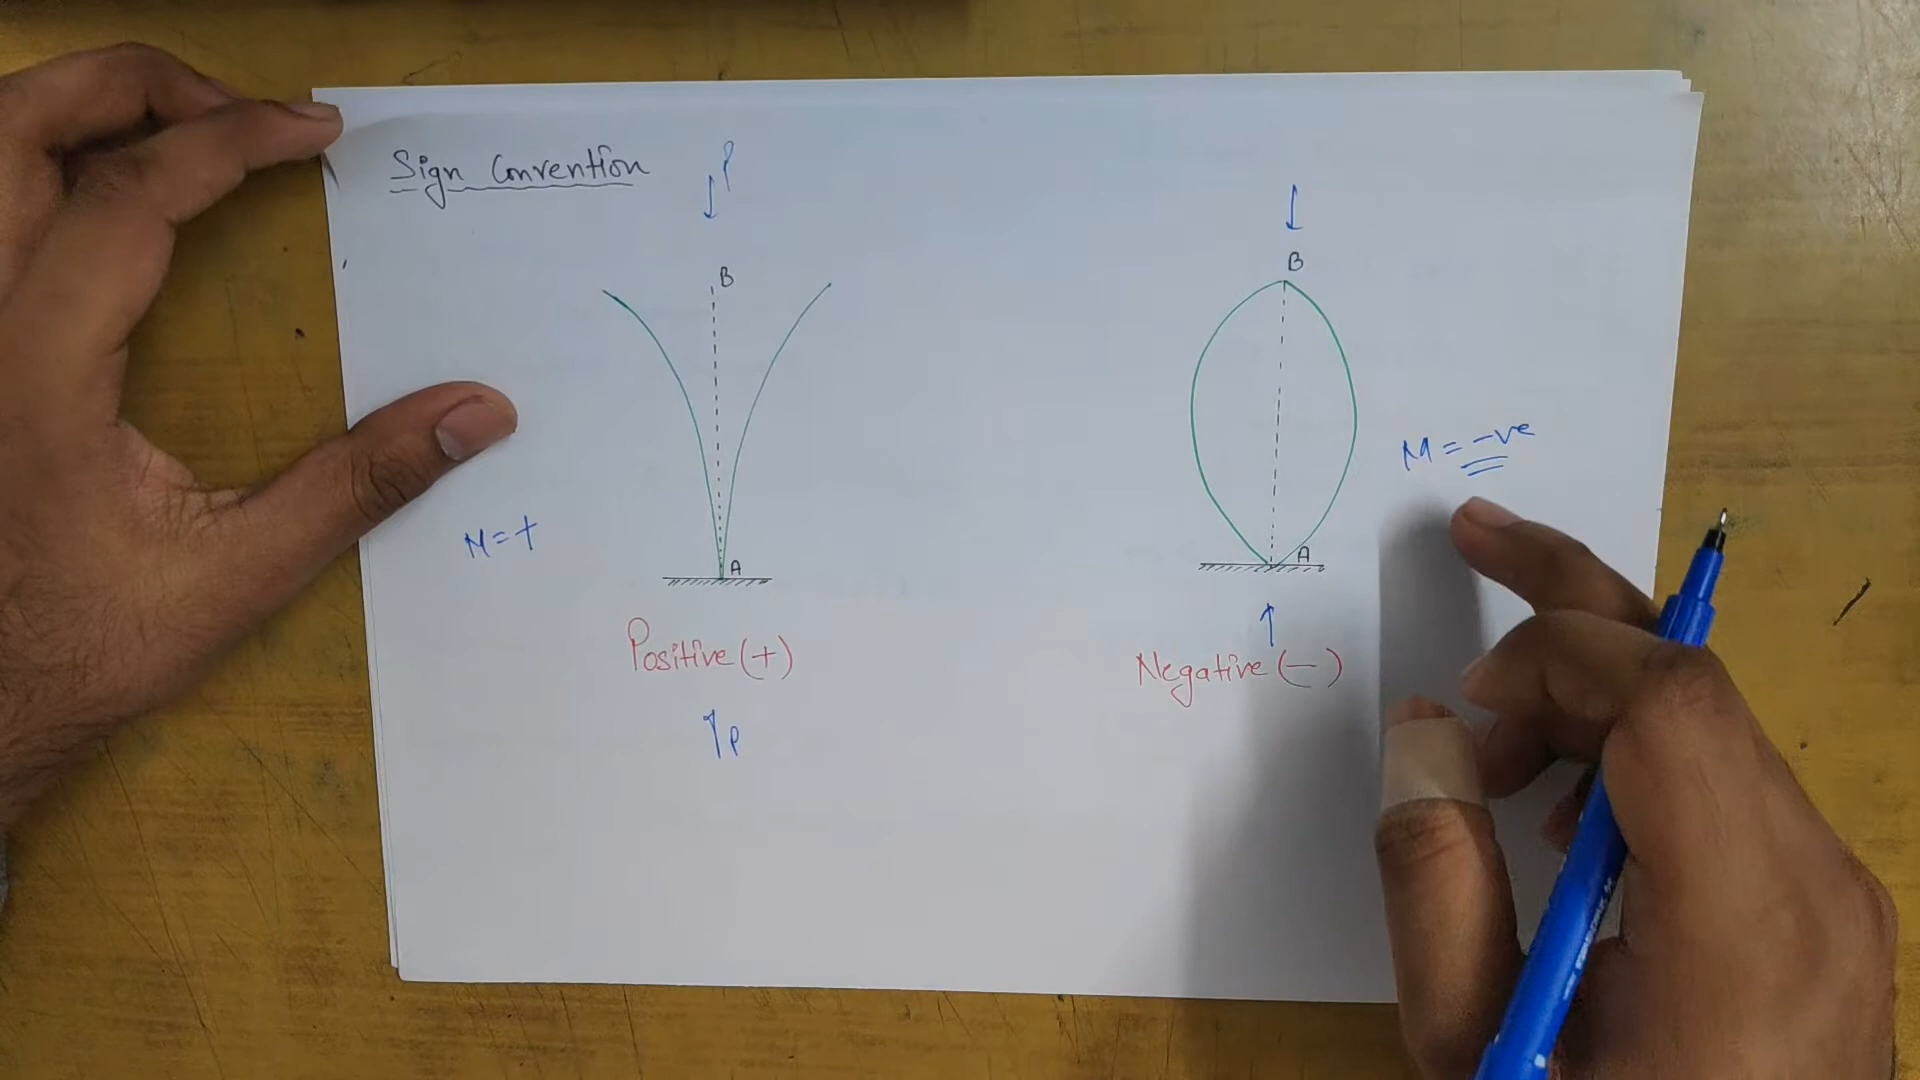 Sign Convention
P
B
B
M = -ve
M = +
A
A
Positive (+)
Negative (-)
P